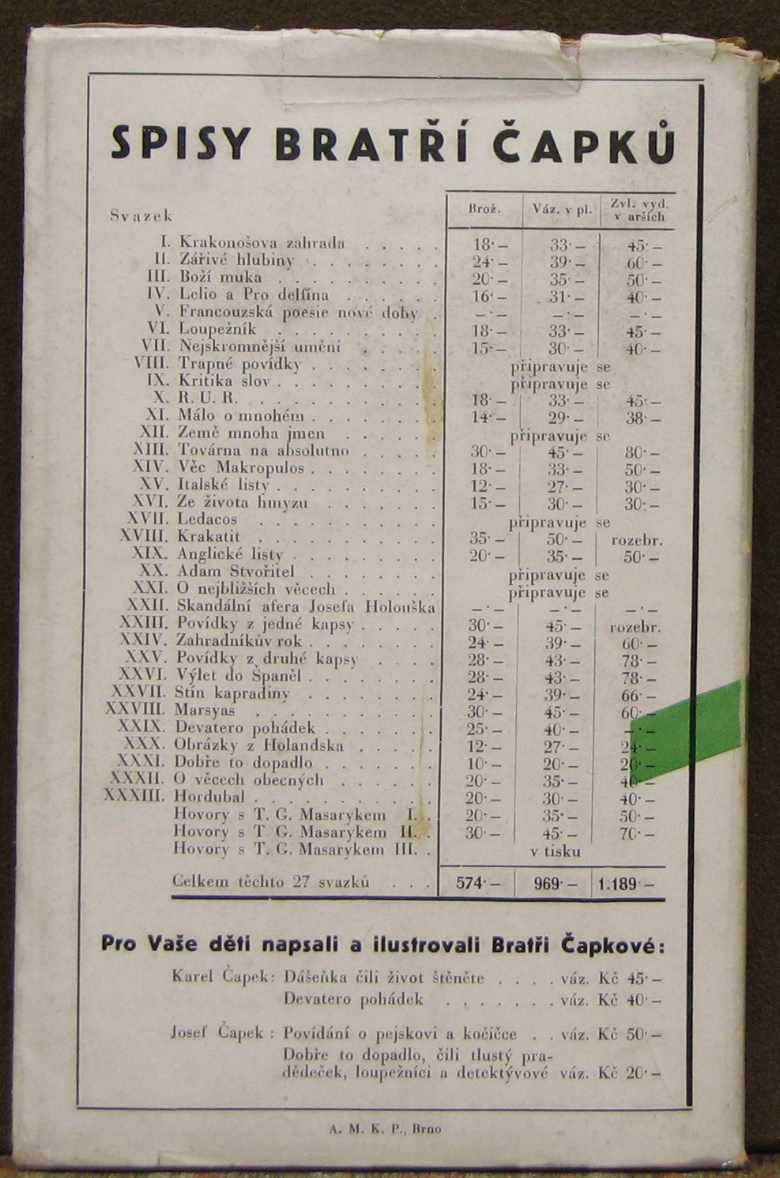 SPISY BRATŘÍ ČAPKŮ
Svazek Brož. Váz. v pl. Zvl. vyd. v arších
I. Krakonošova zahrada . . . . . 18·– 33·– 45·–
II. Zářivé hlubiny . . . . . . . . 24·– 39·– 60·–
III. Boží muka . . . . . . . . . . 20·– 35·– 50·–
IV. Lelio a Pro delfína . . . . . . 16·– 31·– 40·–
V. Francouzská poesie nové doby . –·– –·– –·–
VI. Loupežník . . . . . . . . . . 18·– 33·– 45·–
VII. Nejskromnější umění . . . . . 15·– 30·– 40·–
VIII. Trapné povídky . . . . . . . . připravuje se
IX. Kritika slov . . . . . . . . . . připravuje se
X. R. U. R. . . . . . . . . . . . 18·– 33·– 45·–
XI. Málo o mnohém . . . . . . . . 14·– 29·– 38·–
XII. Země mnoha jmen . . . . . . připravuje se
XIII. Továrna na absolutno . . . . . 30·– 45·– 80·–
XIV. Věc Makropulos . . . . . . . . 18·– 33·– 50·–
XV. Italské listy . . . . . . . . . . 12·– 27·– 30·–
XVI. Ze života hmyzu . . . . . . . 15·– 30·– 30·–
XVII. Ledacos . . . . . . . . . . . připravuje se
XVIII. Krakatit . . . . . . . . . . . 35·– 50·– rozebr.
XIX. Anglické listy . . . . . . . . . 20·– 35·– 50·–
XX. Adam Stvořitel . . . . . . . . připravuje se
XXI. O nejbližších věcech . . . . . . připravuje se
XXII. Skandální afera Josefa Holouška –·– –·– –·–
XXIII. Povídky z jedné kapsy . . . . . 30·– 45·– rozebr.
XXIV. Zahradníkův rok . . . . . . . . 24·– 39·– 60·–
XXV. Povídky z druhé kapsy . . . . 28·– 43·– 78·–
XXVI. Výlet do Španěl . . . . . . . . 28·– 43·– 78·–
XXVII. Stín kapradiny . . . . . . . . 24·– 39·– 66·–
XXVIII. Marsyas . . . . . . . . . . . 30·– 45·– 60·–
XXIX. Devatero pohádek . . . . . . . 25·– 40·– –·–
XXX. Obrázky z Holandska . . . . . 12·– 27·– 24·–
XXXI. Dobře to dopadlo . . . . . . . 10·– 20·– 20·–
XXXII. O věcech obecných . . . . . . 20·– 35·– 40·–
XXXIII. Hordubal . . . . . . . . . . . 20·– 30·– 40·–
Hovory s T. G. Masarykem I. . 20·– 35·– 50·–
Hovory s T. G. Masarykem II. . 30·– 45·– 70·–
Hovory s T. G. Masarykem III. . v tisku
Celkem těchto 27 svazků . . . 574·– 969·– 1.189·–
Pro Vaše děti napsali a ilustrovali Bratři Čapkové:
Karel Čapek: Dášeňka čili život štěněte . . . . váz. Kč 45·–
Devatero pohádek . . . . . . . váz. Kč 40·–
Josef Čapek: Povídání o pejskovi a kočičce . . váz. Kč 50·–
Dobře to dopadlo, čili tlustý pra-
dědeček, loupežníci a detektývové váz. Kč 20·–
A. M. K. P., Brno